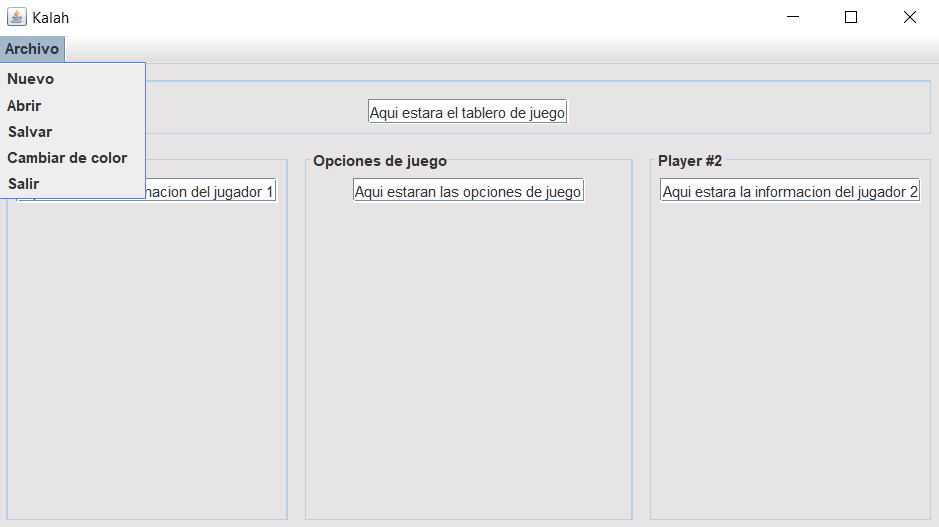 Kalah
Archivo
Nuevo
Abrir
Salvar
Cambiar de color
Salir
Aqui estara el tablero de juego
macion del jugador 1
Opciones de juego
Aqui estaran las opciones de juego
Player #2
Aqui estara la informacion del jugador 2